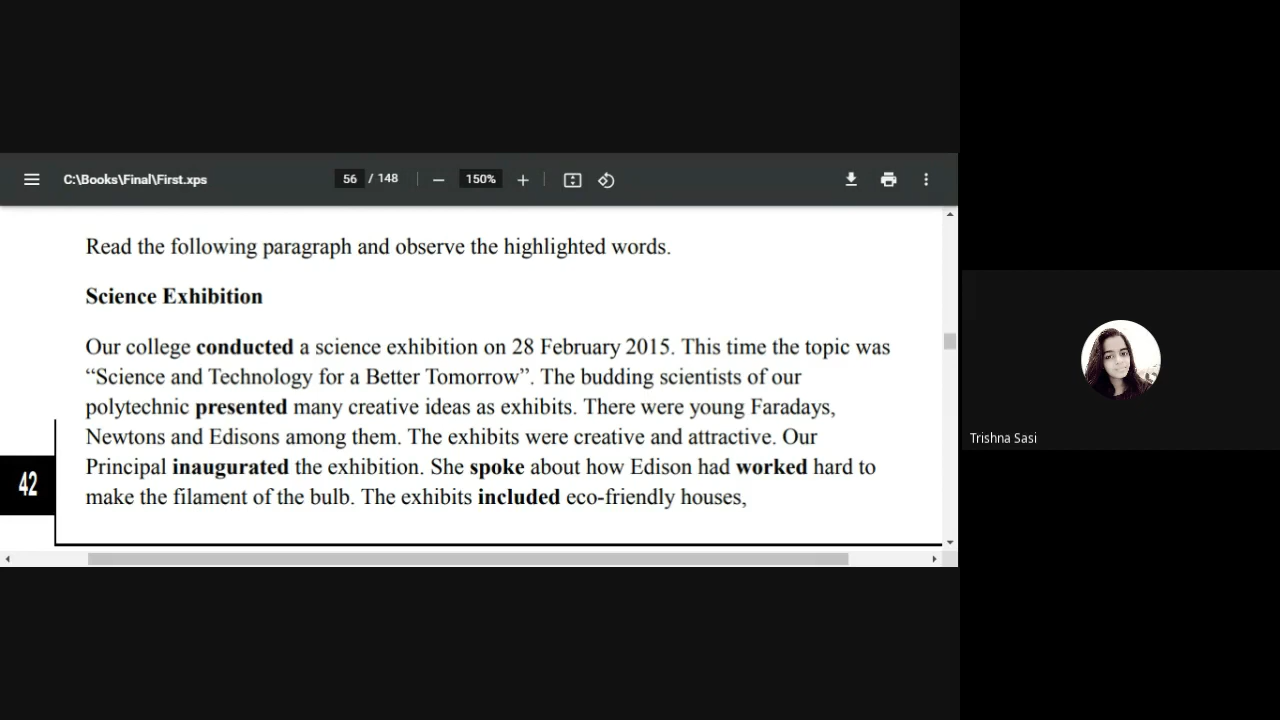 C:\Books\Final\First.xps
56 / 148
150%
Read the following paragraph and observe the highlighted words.
Science Exhibition
Our college conducted a science exhibition on 28 February 2015. This time the topic was
“Science and Technology for a Better Tomorrow”. The budding scientists of our
polytechnic presented many creative ideas as exhibits. There were young Faradays,
Newtons and Edisons among them. The exhibits were creative and attractive. Our
Principal inaugurated the exhibition. She spoke about how Edison had worked hard to
make the filament of the bulb. The exhibits included eco-friendly houses,
42
Trishna Sasi